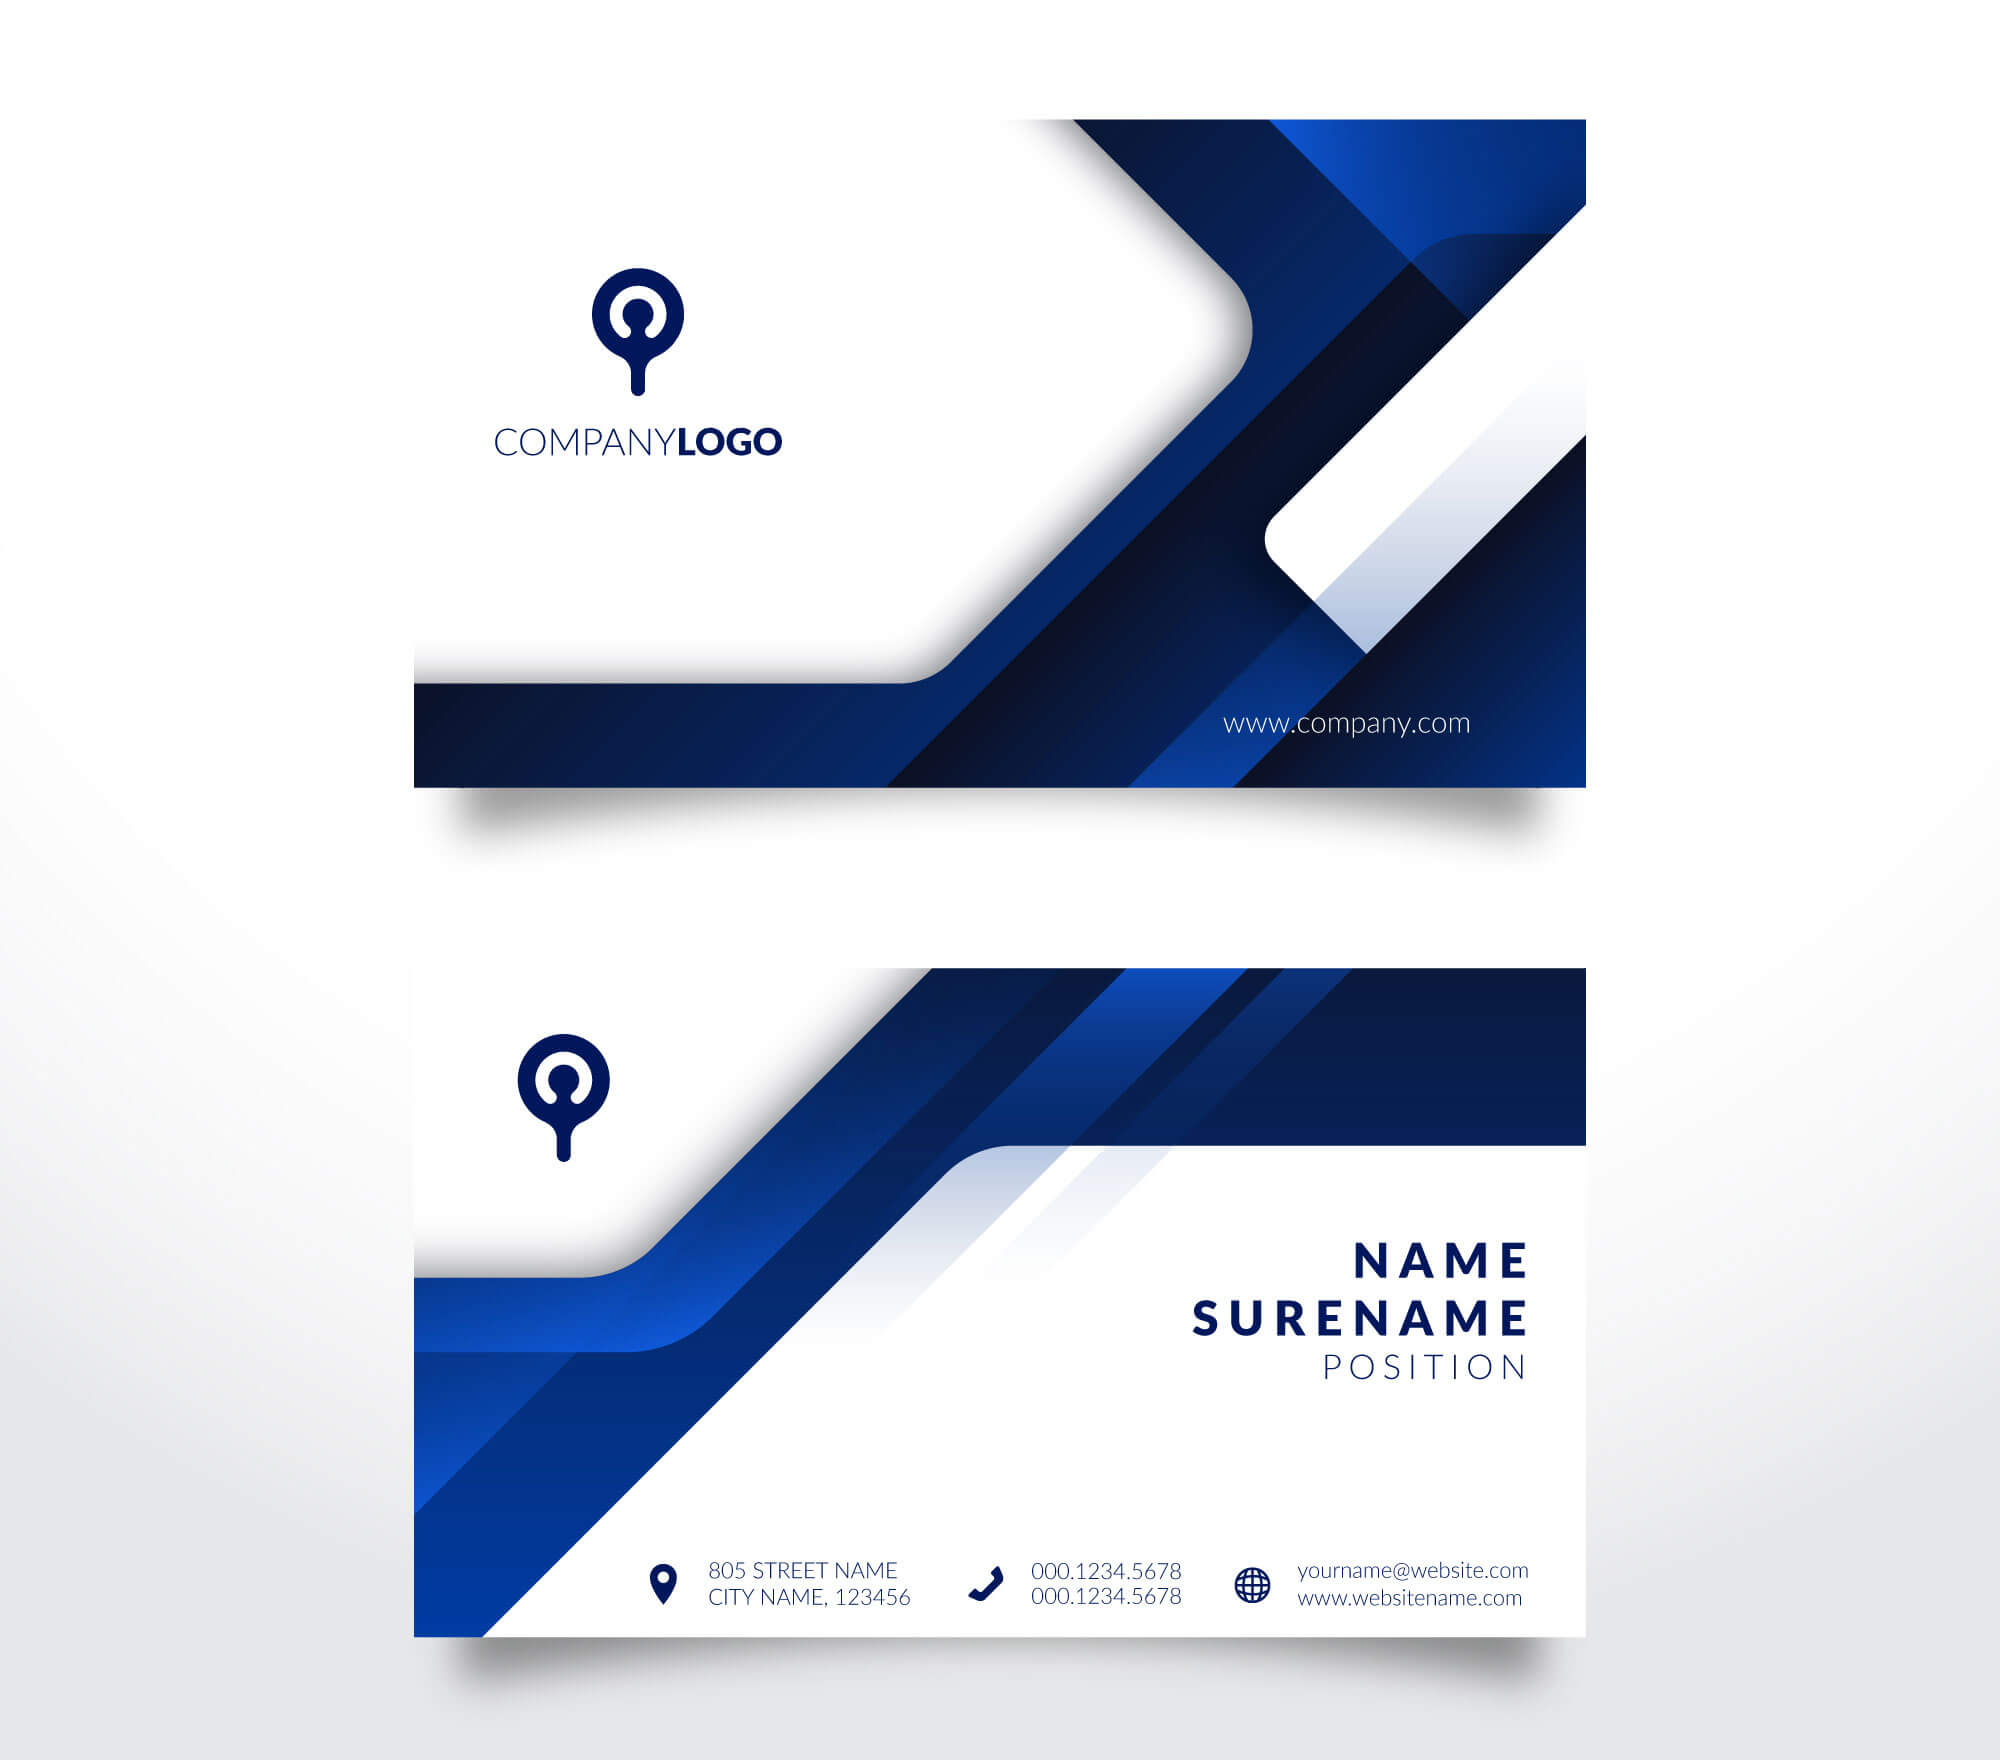 COMPANYLOGO
www.company.com
NAME
SURENAME
POSITION
805 STREET NAME
CITY NAME, 123456
000.1234.5678
000.1234.5678
yourname@website.com
www.websitename.com